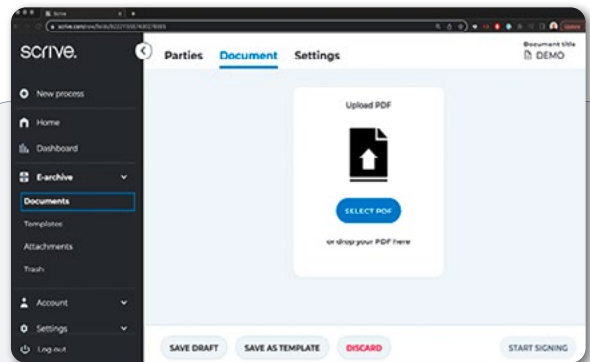 Scrive
scrive.
Parties
Document
Settings
Document title
DEMO
New process
Home
Dashboard
E-archive
Documents
Templates
Attachments
Trash
Account
Settings
Log out
Upload PDF
SELECT PDF
or drop your PDF here
SAVE DRAFT
SAVE AS TEMPLATE
DISCARD
START SIGNING